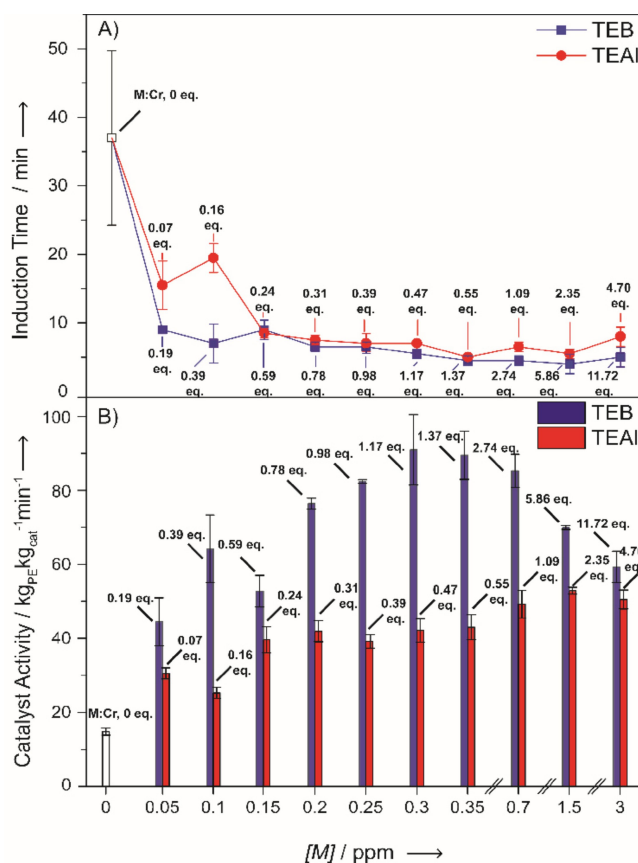 A)
TEB
TEAl
50
40
30
20
10
0
Induction Time / min ⟶
M:Cr, 0 eq.
0.07
eq.
0.16
eq.
0.24
eq.
0.31
eq.
0.39
eq.
0.47
eq.
0.55
eq.
1.09
eq.
2.35
eq.
4.70
eq.
0.19
eq.
0.39
eq.
0.59
eq.
0.78
eq.
0.98
eq.
1.17
eq.
1.37
eq.
2.74
eq.
5.86
eq.
11.72
eq.
B)
TEB
TEAl
100
80
60
40
20
0
Catalyst Activity / kgPEkgcat⁻¹min⁻¹ ⟶
M:Cr, 0 eq.
0.19 eq.
0.07
eq.
0.39 eq.
0.16
eq.
0.59 eq.
0.24
eq.
0.78 eq.
0.31
eq.
0.98 eq.
0.39
eq.
1.17 eq.
0.47
eq.
1.37 eq.
0.55
eq.
2.74 eq.
1.09
eq.
5.86 eq.
2.35
eq.
11.72 eq.
eq.
0 0.05 0.1 0.15 0.2 0.25 0.3 0.35 0.7 1.5 3
[M] / ppm ⟶